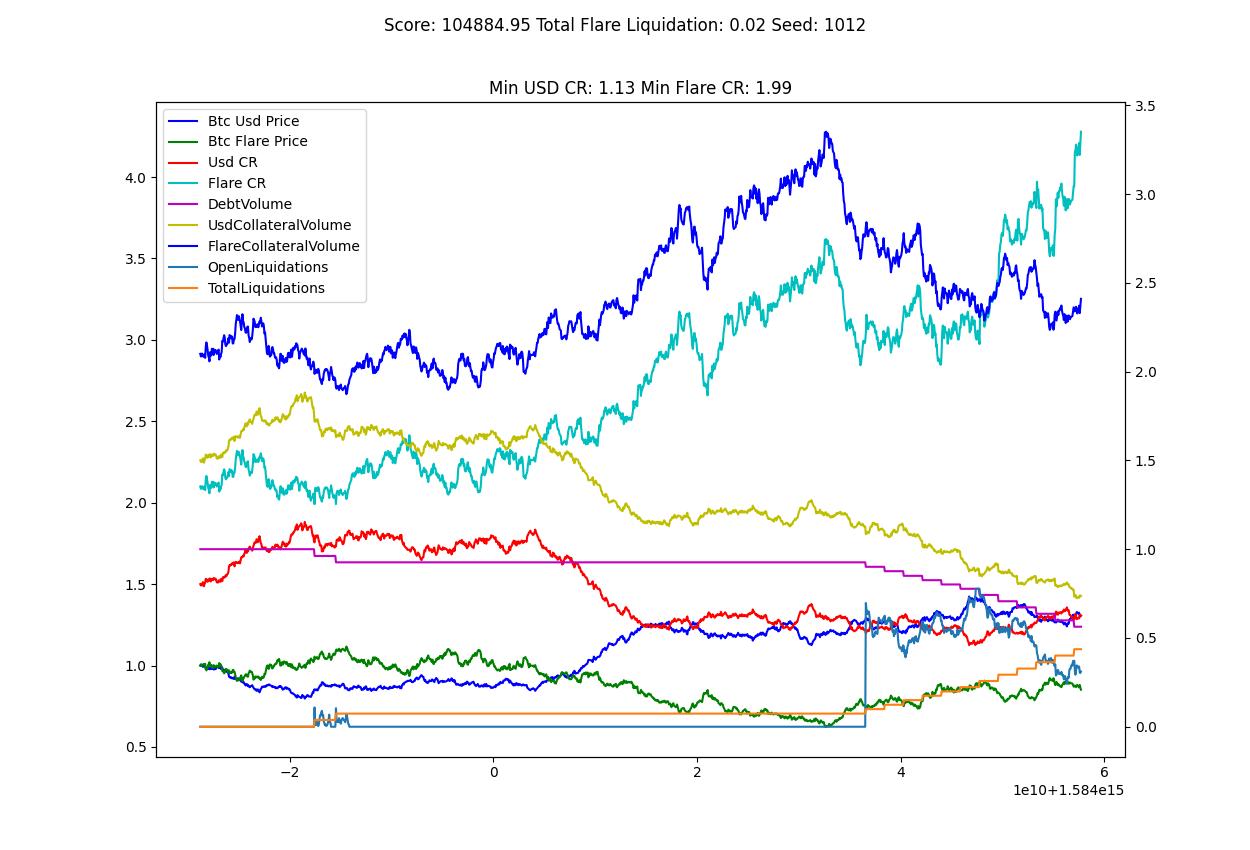 Score: 104884.95 Total Flare Liquidation: 0.02 Seed: 1012
Min USD CR: 1.13 Min Flare CR: 1.99
Btc Usd Price
Btc Flare Price
Usd CR
Flare CR
DebtVolume
UsdCollateralVolume
FlareCollateralVolume
OpenLiquidations
TotalLiquidations
4.0
3.5
3.0
2.5
2.0
1.5
1.0
0.5
3.5
3.0
2.5
2.0
1.5
1.0
0.5
0.0
−2 0 2 4 6
1e10+1.584e15